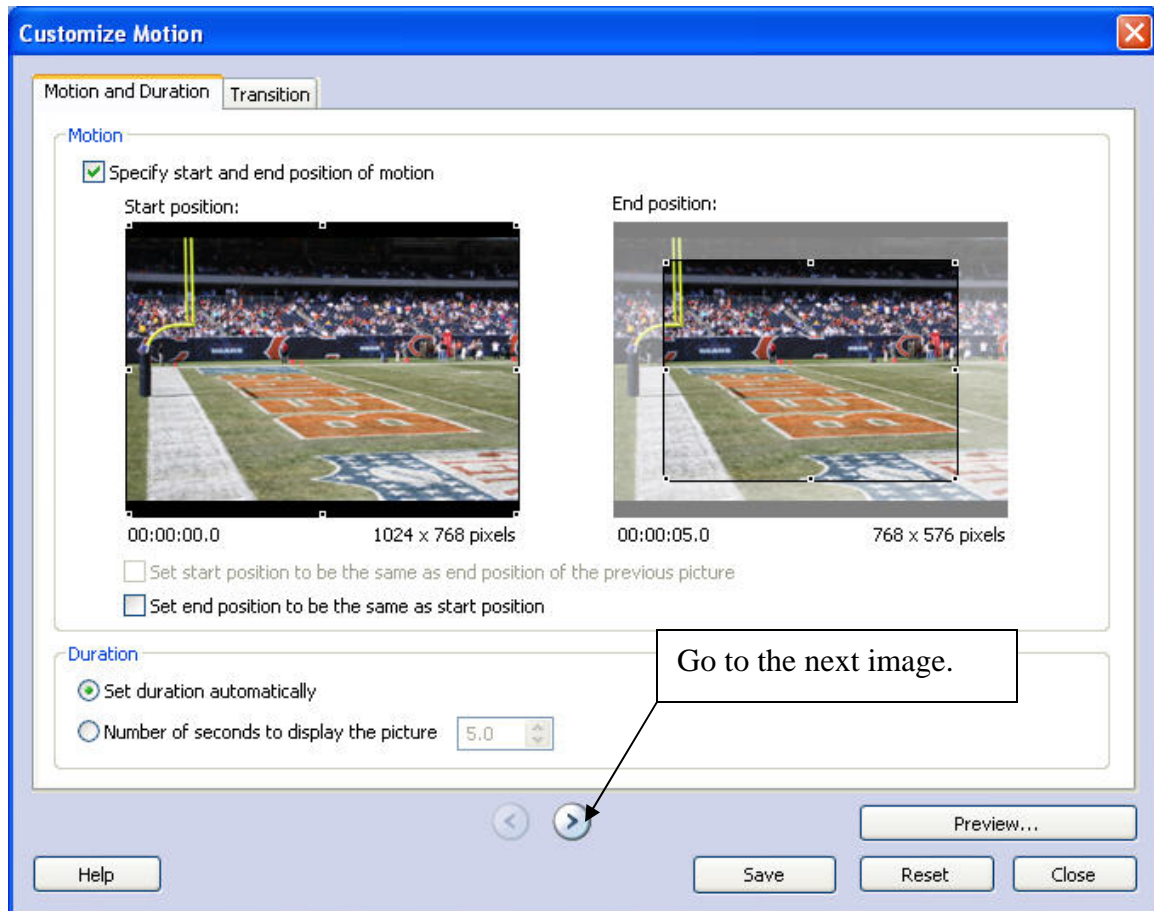 Customize Motion
Motion and Duration
Transition
Motion
Specify start and end position of motion
Start position:
End position:
00:00:00.0
1024 x 768 pixels
00:00:05.0
768 x 576 pixels
Set start position to be the same as end position of the previous picture
Set end position to be the same as start position
Duration
Go to the next image.
Set duration automatically
Number of seconds to display the picture
5.0
Preview...
Help
Save
Reset
Close